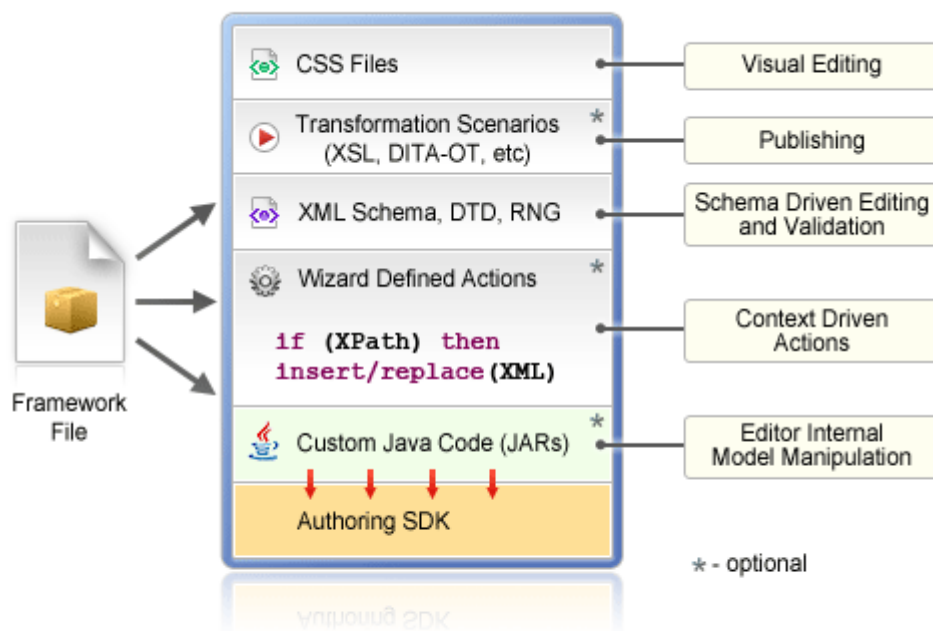 CSS Files
Visual Editing
Transformation Scenarios *
(XSL, DITA-OT, etc)
Publishing
XML Schema, DTD, RNG
Schema Driven Editing
and Validation
Wizard Defined Actions *
if (XPath) then
insert/replace(XML)
Context Driven
Actions
Framework
File
Custom Java Code (JARs) *
Editor Internal
Model Manipulation
Authoring SDK
* - optional